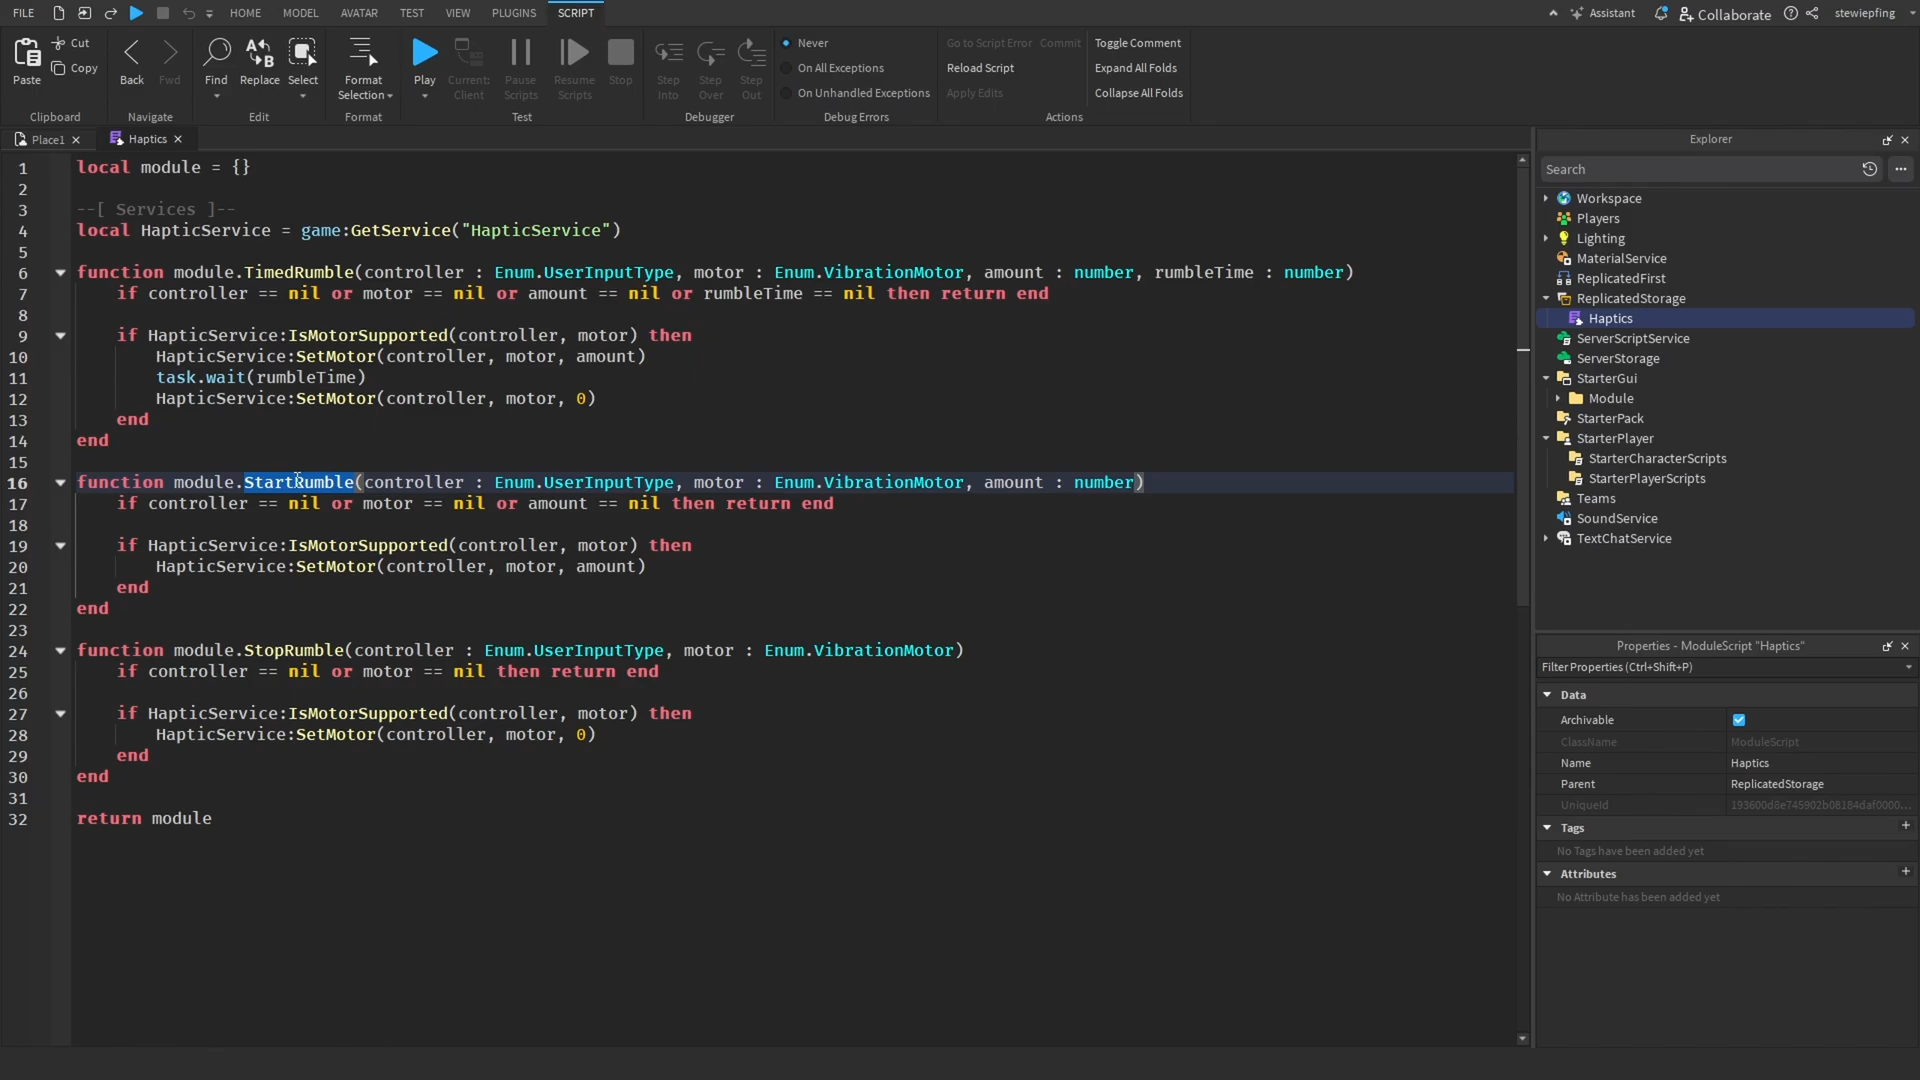 FILE HOME MODEL AVATAR TEST VIEW PLUGINS SCRIPT Assistant Collaborate stewiepfing
Paste Cut Copy Back Fwd Find Replace Select Format Selection Play Current: Client Pause Scripts Resume Scripts Stop Step Into Step Over Step Out
Never
On All Exceptions
On Unhandled Exceptions
Go to Script Error Commit Toggle Comment
Reload Script Expand All Folds
Apply Edits Collapse All Folds
Clipboard Navigate Edit Format Test Debugger Debug Errors Actions
Place1 Haptics
1 local module = {}
2
3 --[ Services ]--
4 local HapticService = game:GetService("HapticService")
5
6 function module.TimedRumble(controller : Enum.UserInputType, motor : Enum.VibrationMotor, amount : number, rumbleTime : number)
7 if controller == nil or motor == nil or amount == nil or rumbleTime == nil then return end
8
9 if HapticService:IsMotorSupported(controller, motor) then
10 HapticService:SetMotor(controller, motor, amount)
11 task.wait(rumbleTime)
12 HapticService:SetMotor(controller, motor, 0)
13 end
14 end
15
16 function module.StartRumble(controller : Enum.UserInputType, motor : Enum.VibrationMotor, amount : number)
17 if controller == nil or motor == nil or amount == nil then return end
18
19 if HapticService:IsMotorSupported(controller, motor) then
20 HapticService:SetMotor(controller, motor, amount)
21 end
22 end
23
24 function module.StopRumble(controller : Enum.UserInputType, motor : Enum.VibrationMotor)
25 if controller == nil or motor == nil then return end
26
27 if HapticService:IsMotorSupported(controller, motor) then
28 HapticService:SetMotor(controller, motor, 0)
29 end
30 end
31
32 return module
Explorer
Search
Workspace
Players
Lighting
MaterialService
ReplicatedFirst
ReplicatedStorage
Haptics
ServerScriptService
ServerStorage
StarterGui
Module
StarterPack
StarterPlayer
StarterCharacterScripts
StarterPlayerScripts
Teams
SoundService
TextChatService
Properties - ModuleScript "Haptics"
Filter Properties (Ctrl+Shift+P)
Data
Archivable
ClassName ModuleScript
Name Haptics
Parent ReplicatedStorage
UniqueId 193600d8e745902b08184daf0000...
Tags +
No Tags have been added yet
Attributes +
No Attribute has been added yet